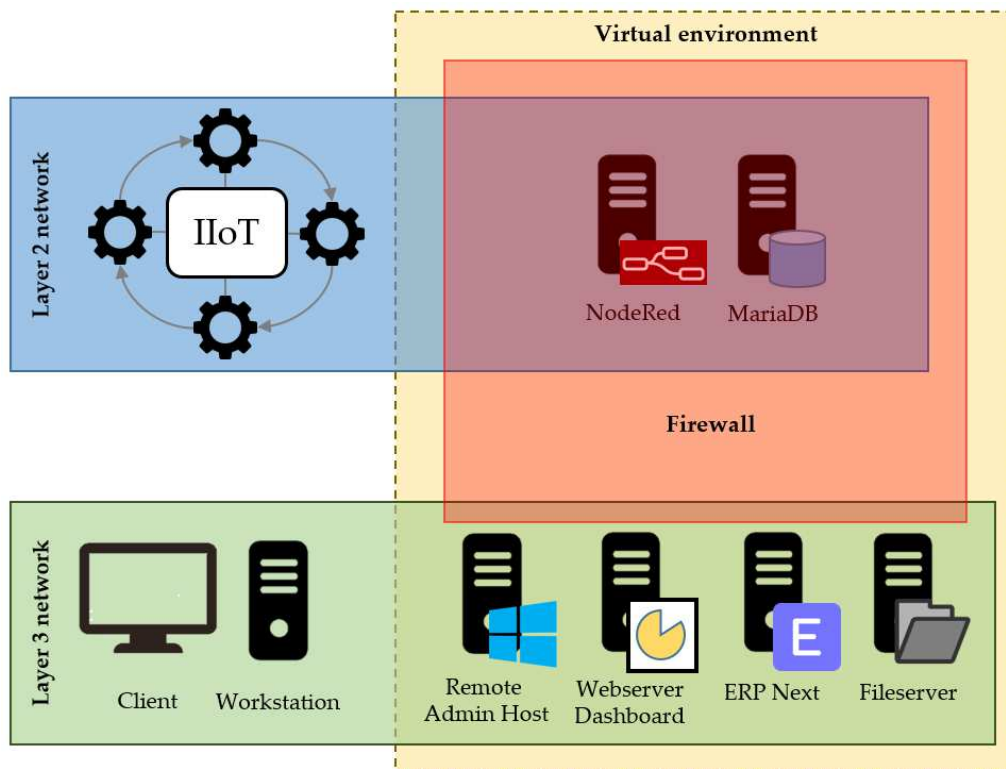 Virtual environment
Layer 2 network
IIoT
NodeRed
MariaDB
Firewall
Layer 3 network
Client
Workstation
Remote
Admin Host
Webserver
Dashboard
E
ERP Next
Fileserver